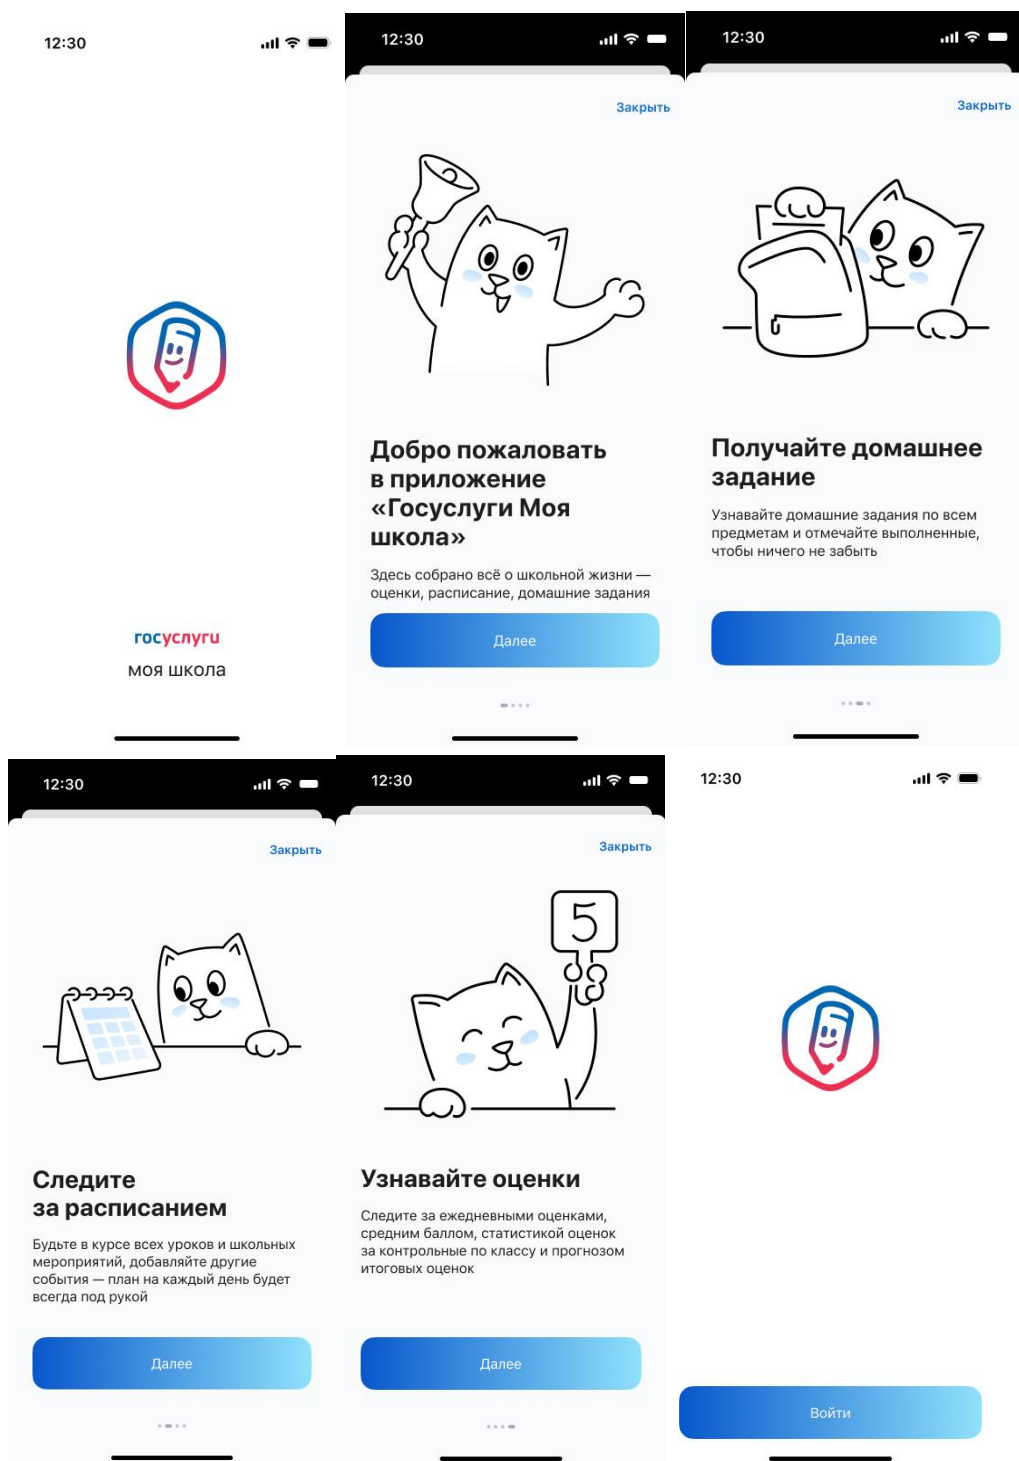 12:30
госуслуги
моя школа
12:30
Закрыть
Добро пожаловать
в приложение
«Госуслуги Моя
школа»
Здесь собрано всё о школьной жизни —
оценки, расписание, домашние задания
Далее
12:30
Закрыть
Получайте домашнее
задание
Узнавайте домашние задания по всем
предметам и отмечайте выполненные,
чтобы ничего не забыть
Далее
12:30
Закрыть
Следите
за расписанием
Будьте в курсе всех уроков и школьных
мероприятий, добавляйте другие
события — план на каждый день будет
всегда под рукой
Далее
12:30
Закрыть
5
Узнавайте оценки
Следите за ежедневными оценками,
средним баллом, статистикой оценок
за контрольные по классу и прогнозом
итоговых оценок
Далее
12:30
Войти